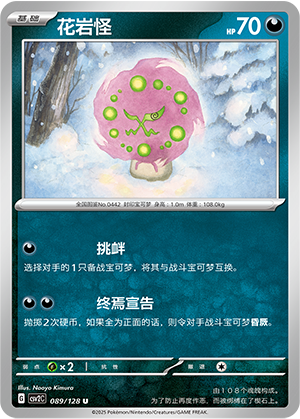 基础 花岩怪 HP70
全国图鉴No.0442 封印宝可梦 身高：1.0m 体重：108.0kg
挑衅
选择对手的1只备战宝可梦，将其与战斗宝可梦互换。
终焉宣告
抛掷2次硬币，如果全为正面的话，则令对手战斗宝可梦昏厥。
弱点 ×2 抗性 撤退
Illus. Naoyo Kimura
G CSV2C 089/128 U
由108个戏魂构成。
为了防止再度作恶，而被绑缚在了楔石上。
©2025 Pokémon/Nintendo/Creatures/GAME FREAK.